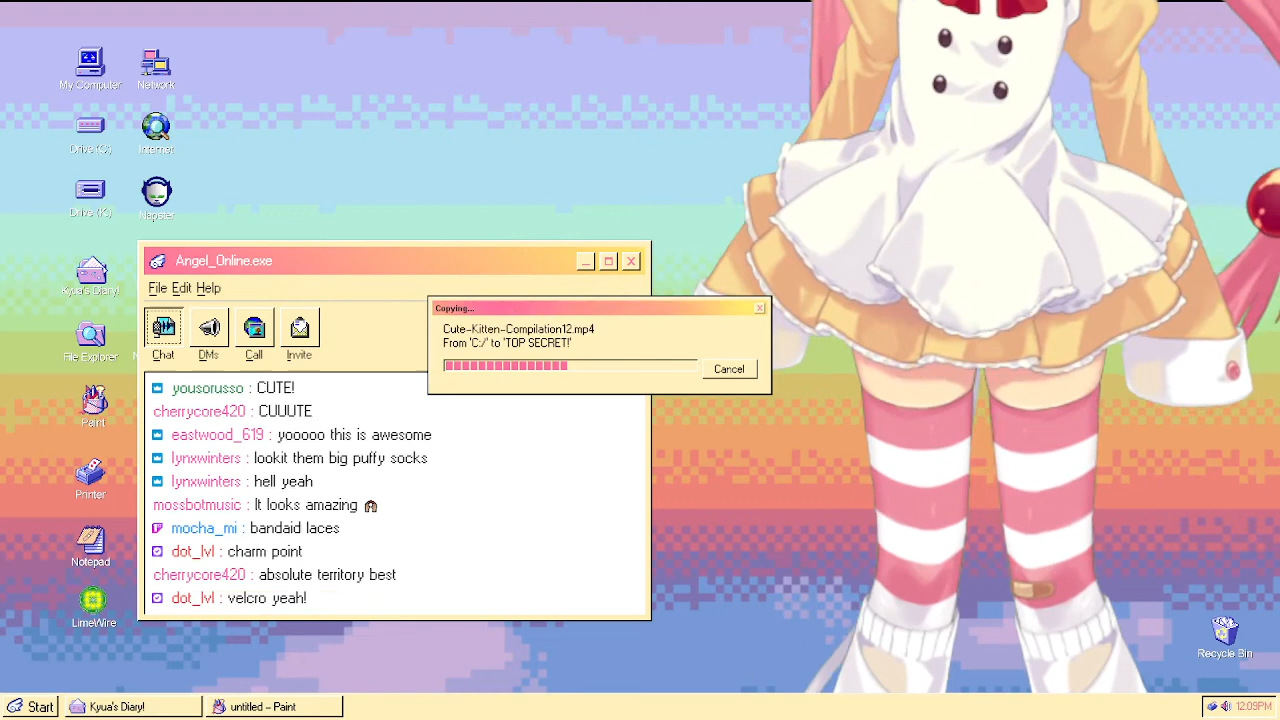 My Computer
Network
Drive (G)
Internet
Drive (K)
Napster
Kyua's Diary
File Explorer
Paint
Printer
Notepad
LimeWire
Angel_Online.exe
File Edit Help
Chat DMs Call Invite
Copying...
Cute-Kitten-Compilation12.mp4
From 'C:/' to 'TOP SECRET!'
Cancel
yousorusso : CUTE!
cherrycore420 : CUUUTE
eastwood_619 : yooooo this is awesome
lynxwinters : lookit them big puffy socks
lynxwinters : hell yeah
mossbotmusic : It looks amazing
mocha_mi : bandaid laces
dot_lvl : charm point
cherrycore420 : absolute territory best
dot_lvl : velcro yeah!
Recycle Bin
Start
Kyua's Diary!
untitled - Paint
12:09PM